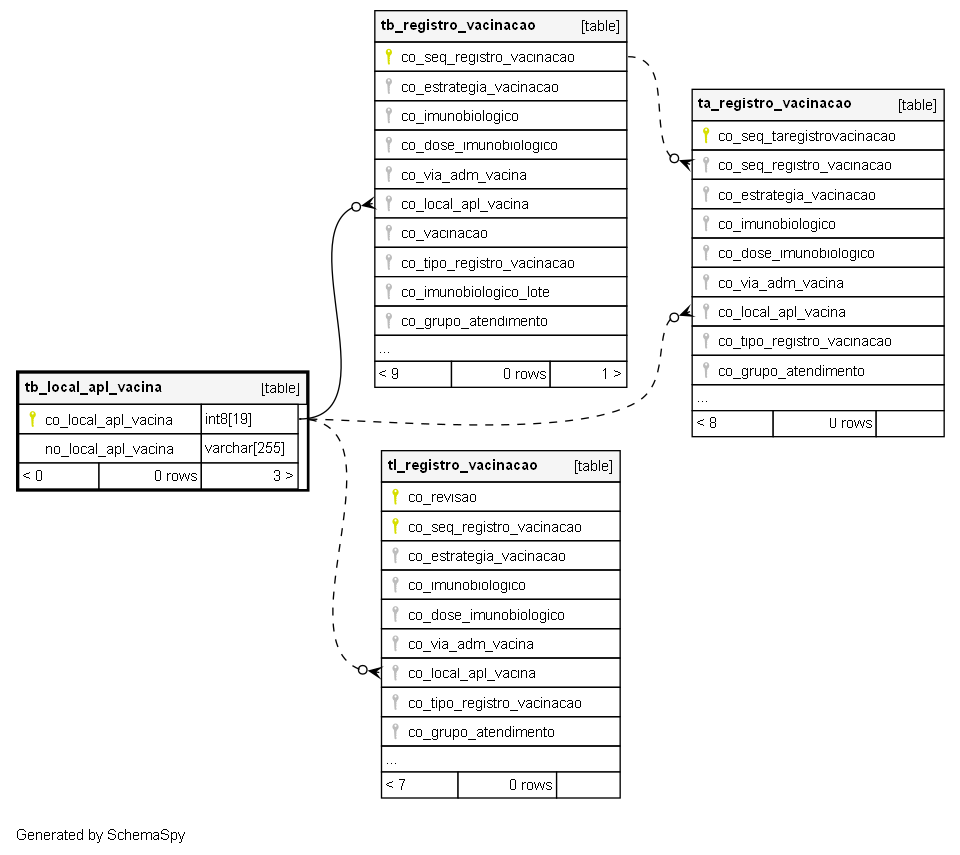 tb_registro_vacinacao [table]
co_seq_registro_vacinacao
co_estrategia_vacinacao
co_imunobiologico
co_dose_imunobiologico
co_via_adm_vacina
co_local_apl_vacina
co_vacinacao
co_tipo_registro_vacinacao
co_imunobiologico_lote
co_grupo_atendimento
...
< 9 0 rows 1 >
ta_registro_vacinacao [table]
co_seq_taregistrovacinacao
co_seq_registro_vacinacao
co_estrategia_vacinacao
co_imunobiologico
co_dose_imunobiologico
co_via_adm_vacina
co_local_apl_vacina
co_tipo_registro_vacinacao
co_grupo_atendimento
...
< 8 0 rows
tb_local_apl_vacina [table]
co_local_apl_vacina int8[19]
no_local_apl_vacina varchar[255]
< 0 0 rows 3 >
tl_registro_vacinacao [table]
co_revisao
co_seq_registro_vacinacao
co_estrategia_vacinacao
co_imunobiologico
co_dose_imunobiologico
co_via_adm_vacina
co_local_apl_vacina
co_tipo_registro_vacinacao
co_grupo_atendimento
...
< 7 0 rows
Generated by SchemaSpy